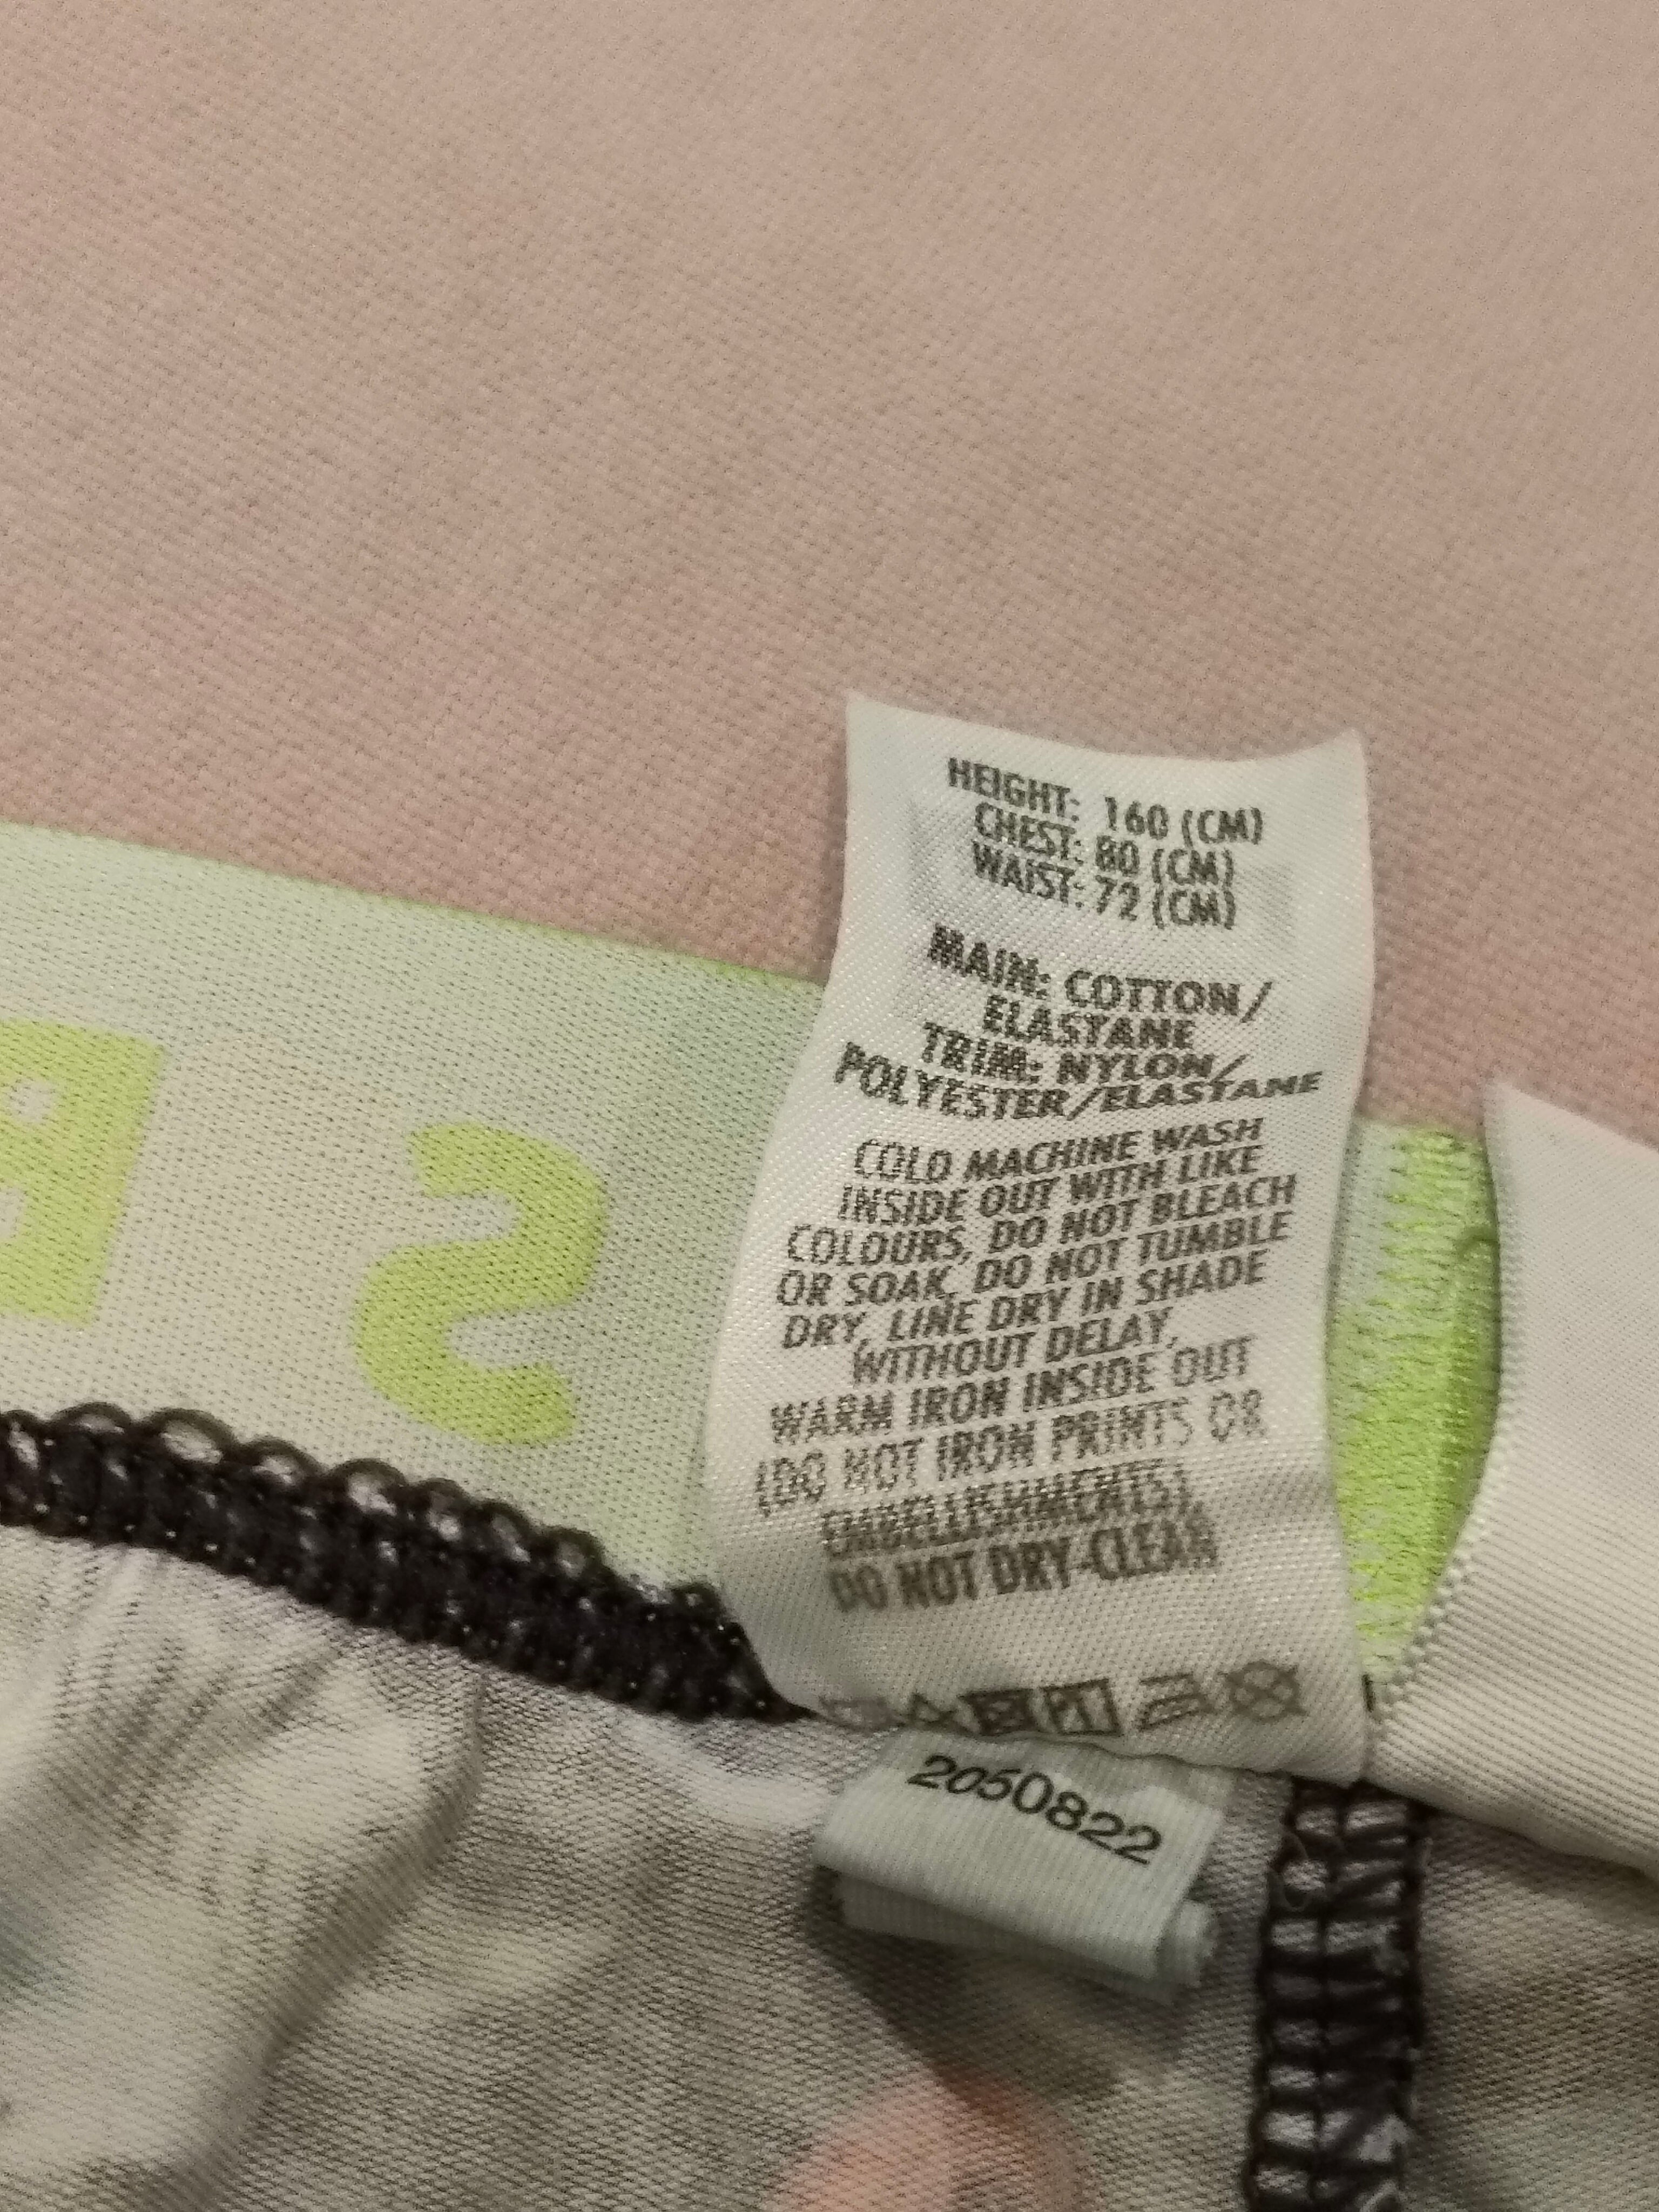 HEIGHT: 160 (CM)
CHEST: 80 (CM)
WAIST: 72 (CM)
MAIN: COTTON/
ELASTANE
TRIM: NYLON/
POLYESTER/ELASTANE
COLD MACHINE WASH
INSIDE OUT WITH LIKE
COLOURS, DO NOT BLEACH
OR SOAK, DO NOT TUMBLE
DRY, LINE DRY IN SHADE
WITHOUT DELAY,
WARM IRON INSIDE OUT
(DO NOT IRON PRINTS OR
EMBELLISHMENTS),
DO NOT DRY-CLEAN
2050822